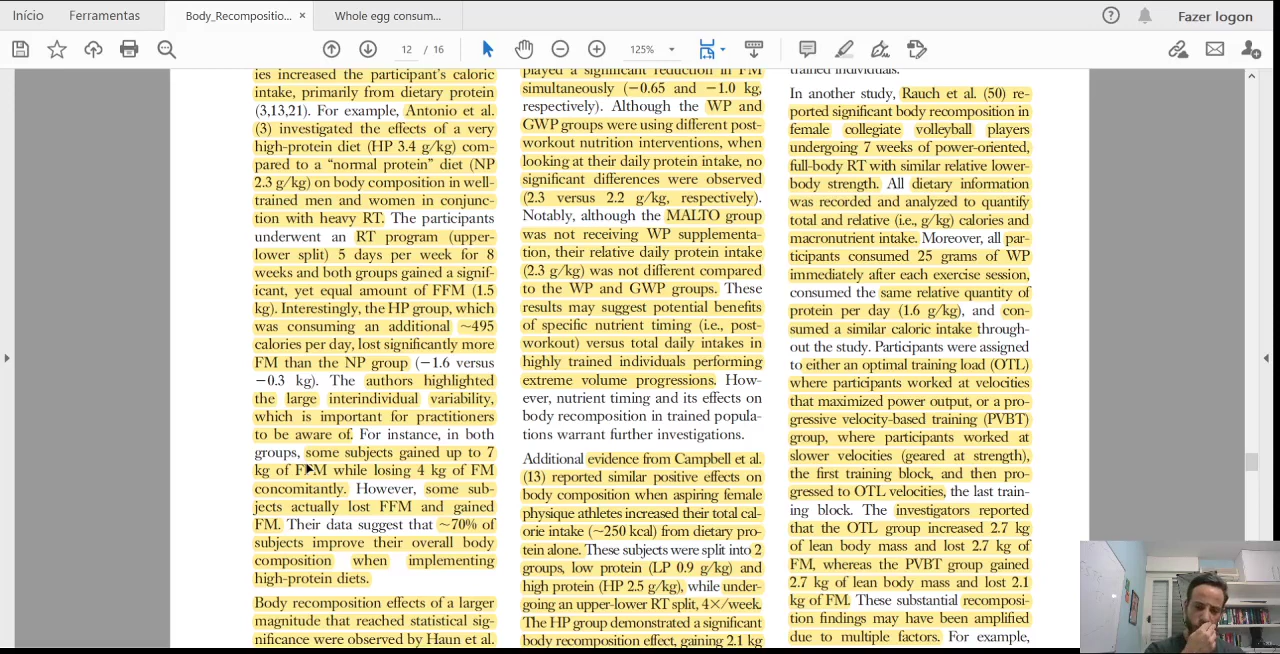 Início
Ferramentas
Body_Recompositio...
Whole egg consum...
Fazer logon
12 / 16
125%
ies increased the participant's caloric
intake, primarily from dietary protein
(3,13,21). For example, Antonio et al.
(3) investigated the effects of a very
high-protein diet (HP 3.4 g/kg) com-
pared to a "normal protein" diet (NP
2.3 g/kg) on body composition in well-
trained men and women in conjunc-
tion with heavy RT. The participants
underwent an RT program (upper-
lower split) 5 days per week for 8
weeks and both groups gained a signif-
icant, yet equal amount of FFM (1.5
kg). Interestingly, the HP group, which
was consuming an additional ~495
calories per day, lost significantly more
FM than the NP group (−1.6 versus
−0.3 kg). The authors highlighted
the large interindividual variability,
which is important for practitioners
to be aware of. For instance, in both
groups, some subjects gained up to 7
kg of FFM while losing 4 kg of FM
concomitantly. However, some sub-
jects actually lost FFM and gained
FM. Their data suggest that ~70% of
subjects improve their overall body
composition when implementing
high-protein diets.
Body recomposition effects of a larger
magnitude that reached statistical sig-
nificance were observed by Haun et al.
played a significant reduction in FM
simultaneously (−0.65 and −1.0 kg,
respectively). Although the WP and
GWP groups were using different post-
workout nutrition interventions, when
looking at their daily protein intake, no
significant differences were observed
(2.3 versus 2.2 g/kg, respectively).
Notably, although the MALTO group
was not receiving WP supplementa-
tion, their relative daily protein intake
(2.3 g/kg) was not different compared
to the WP and GWP groups. These
results may suggest potential benefits
of specific nutrient timing (i.e., post-
workout) versus total daily intakes in
highly trained individuals performing
extreme volume progressions. How-
ever, nutrient timing and its effects on
body recomposition in trained popula-
tions warrant further investigations.
Additional evidence from Campbell et al.
(13) reported similar positive effects on
body composition when aspiring female
physique athletes increased their total cal-
orie intake (~250 kcal) from dietary pro-
tein alone. These subjects were split into 2
groups, low protein (LP 0.9 g/kg) and
high protein (HP 2.5 g/kg), while under-
going an upper-lower RT split, 4×/week.
The HP group demonstrated a significant
body recomposition effect, gaining 2.1 kg
trained individuals.
In another study, Rauch et al. (50) re-
ported significant body recomposition in
female collegiate volleyball players
undergoing 7 weeks of power-oriented,
full-body RT with similar relative lower-
body strength. All dietary information
was recorded and analyzed to quantify
total and relative (i.e., g/kg) calories and
macronutrient intake. Moreover, all par-
ticipants consumed 25 grams of WP
immediately after each exercise session,
consumed the same relative quantity of
protein per day (1.6 g/kg), and con-
sumed a similar caloric intake through-
out the study. Participants were assigned
to either an optimal training load (OTL)
where participants worked at velocities
that maximized power output, or a pro-
gressive velocity-based training (PVBT)
group, where participants worked at
slower velocities (geared at strength),
the first training block, and then pro-
gressed to OTL velocities, the last train-
ing block. The investigators reported
that the OTL group increased 2.7 kg
of lean body mass and lost 2.7 kg of
FM, whereas the PVBT group gained
2.7 kg of lean body mass and lost 2.1
kg of FM. These substantial recomposi-
tion findings may have been amplified
due to multiple factors. For example,